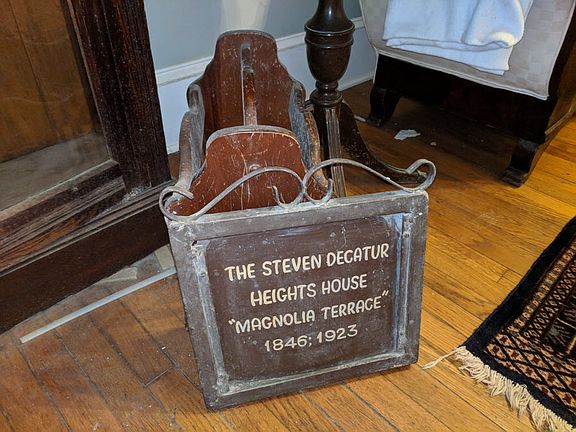 THE STEVEN DECATUR
HEIGHTS HOUSE
"MAGNOLIA TERRACE"
1846; 1923